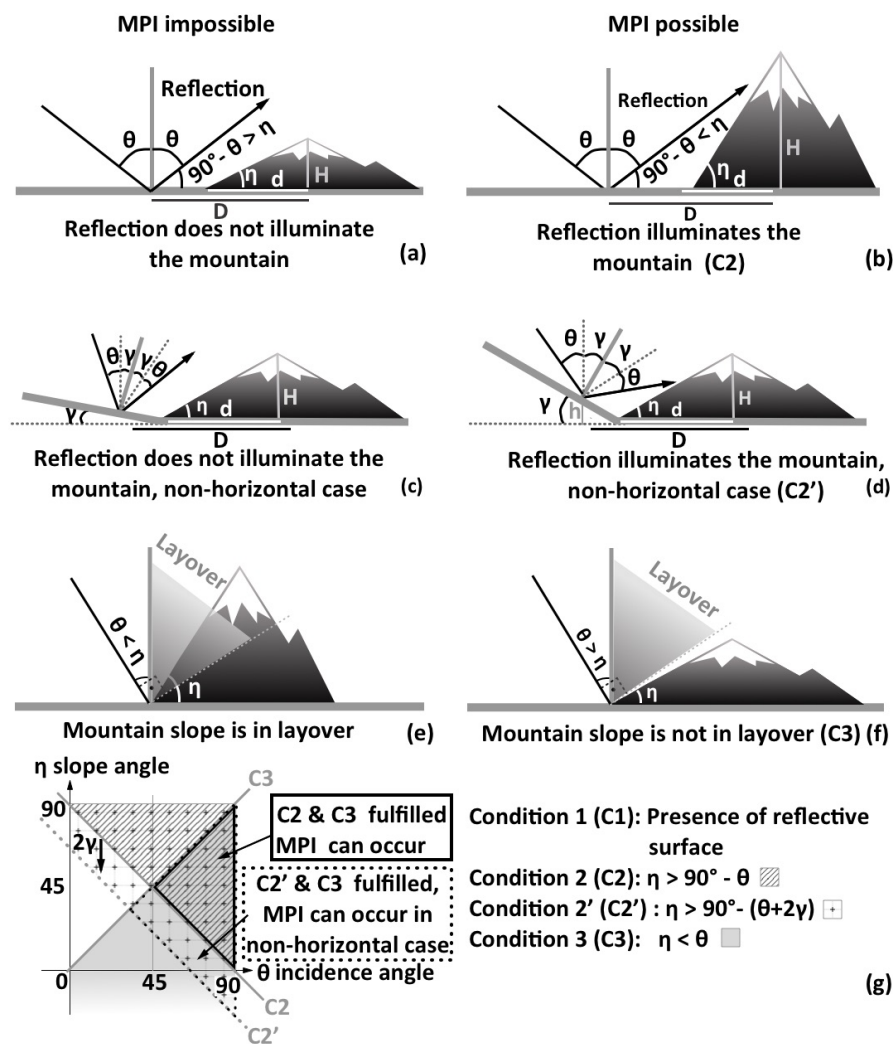 MPI impossible
MPI possible
Reflection
θ θ
90°- θ > η
η d H
D
Reflection does not illuminate
the mountain
(a)
Reflection
θ θ
90°- θ < η
η d H
D
Reflection illuminates the
mountain (C2)
(b)
θ γ γ θ
γ
η d H
D
Reflection does not illuminate the
mountain, non-horizontal case
(c)
θ γ γ θ
γ h
η d H
D
Reflection illuminates the mountain,
non-horizontal case (C2’)
(d)
Layover
θ < η
η
Mountain slope is in layover
(e)
Layover
θ > η
η
Mountain slope is not in layover (C3)
(f)
η slope angle
90
2γ
45
0
45
90
θ incidence angle
C3
C2
C2’
C2 & C3 fulfilled
MPI can occur
C2’ & C3 fulfilled,
MPI can occur in
non-horizontal case
Condition 1 (C1): Presence of reflective
surface
Condition 2 (C2): η > 90° - θ
Condition 2’ (C2’) : η > 90°- (θ+2γ)
Condition 3 (C3): η < θ
(g)